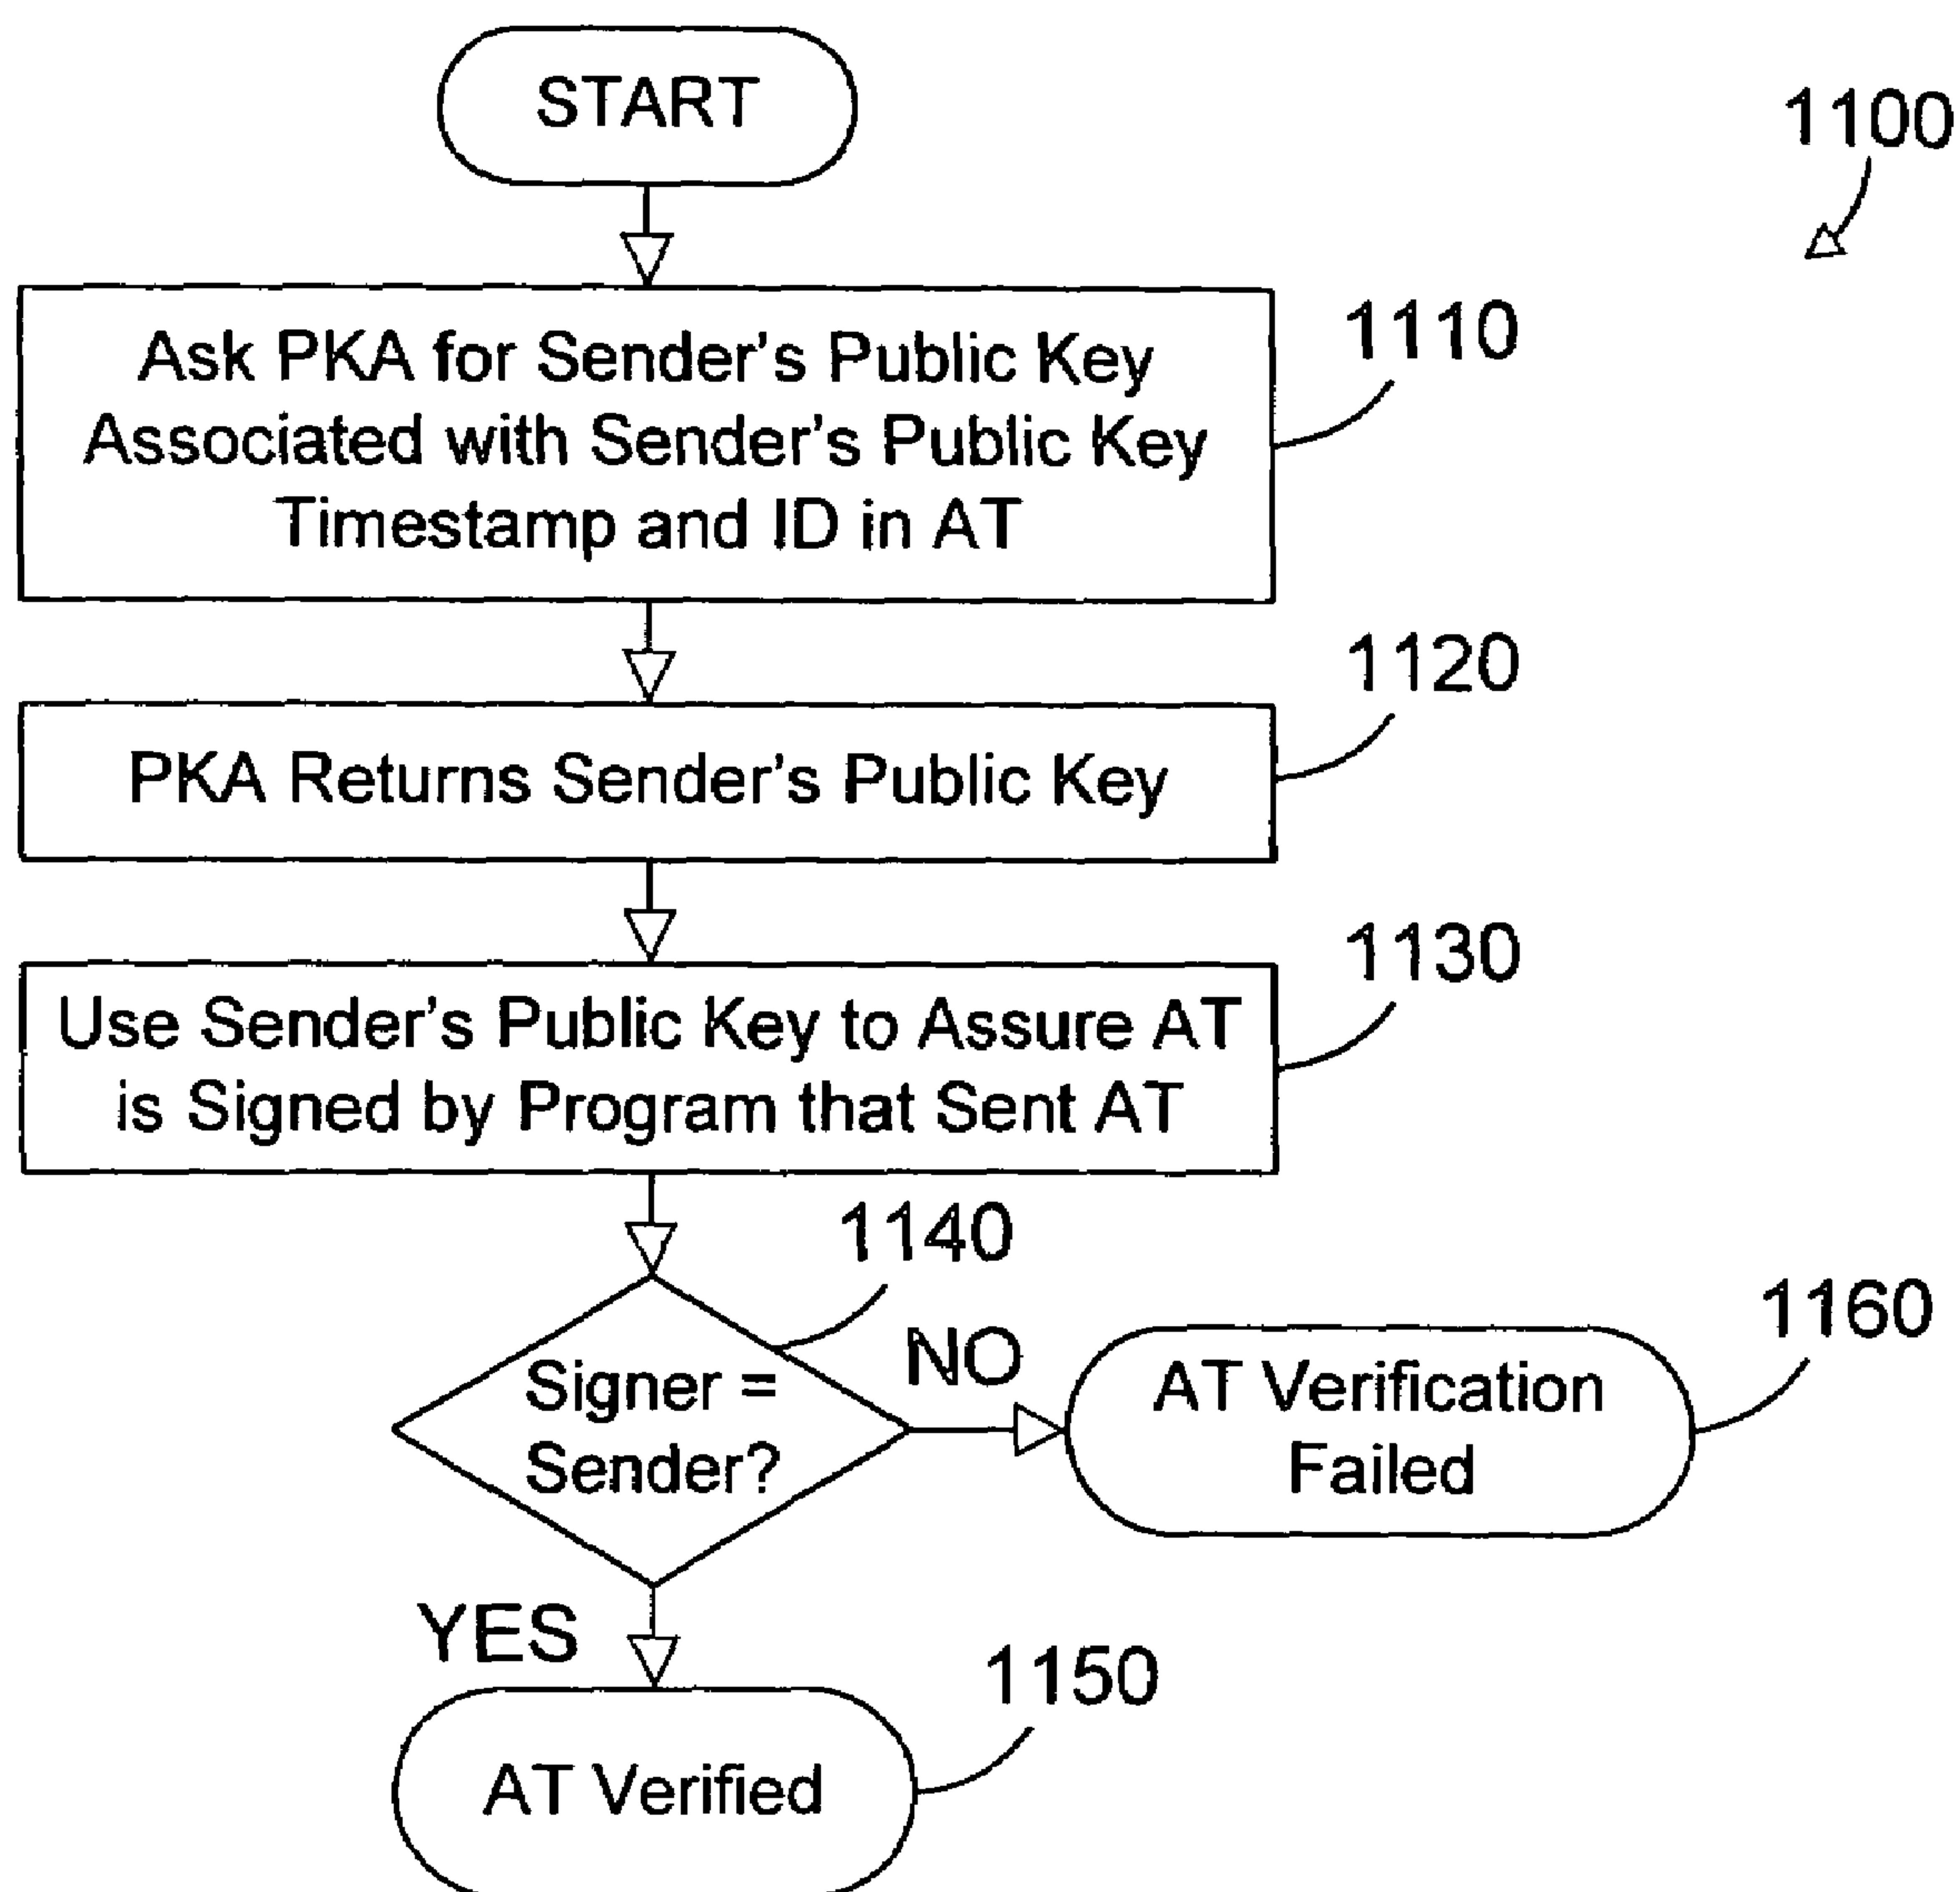 START
1100
Ask PKA for Sender's Public Key
Associated with Sender's Public Key
Timestamp and ID in AT
1110
PKA Returns Sender's Public Key
1120
Use Sender's Public Key to Assure AT
is Signed by Program that Sent AT
1130
1140
Signer =
Sender?
NO
AT Verification
Failed
1160
YES
AT Verified
1150